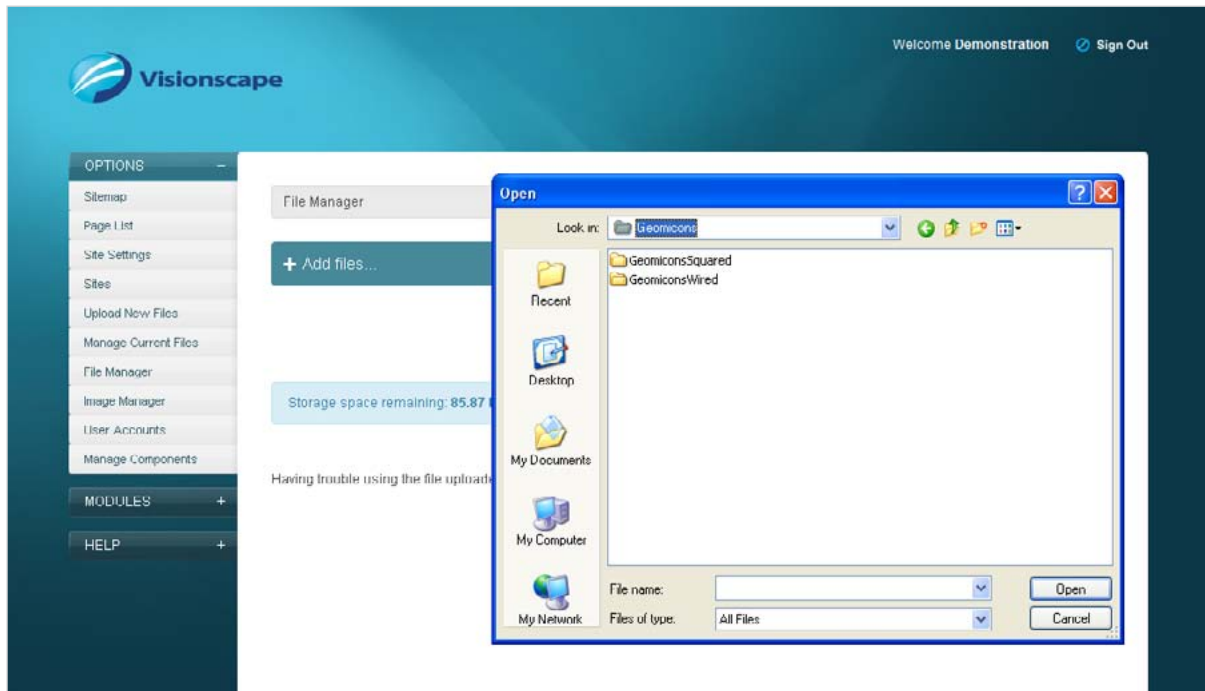 Welcome Demonstration
Sign Out
Visionscape
OPTIONS –
Sitemap
Page List
Site Settings
Sites
Upload New Files
Manage Current Files
File Manager
Image Manager
User Accounts
Manage Components
MODULES +
HELP +
File Manager
+ Add files...
Storage space remaining: 85.87
Having trouble using the file uploade
Open
Look in:
Geomicons
GeomiconsSquared
GeomiconsWired
Recent
Desktop
My Documents
My Computer
My Network
File name:
Open
Files of type:
All Files
Cancel